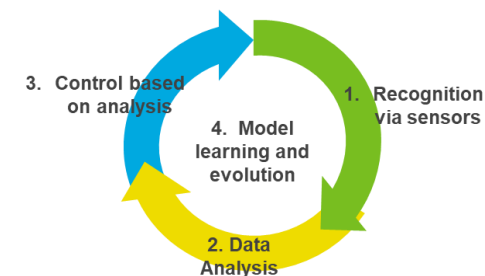 1. Recognition
via sensors
2. Data
Analysis
3. Control based
on analysis
4. Model
learning and
evolution